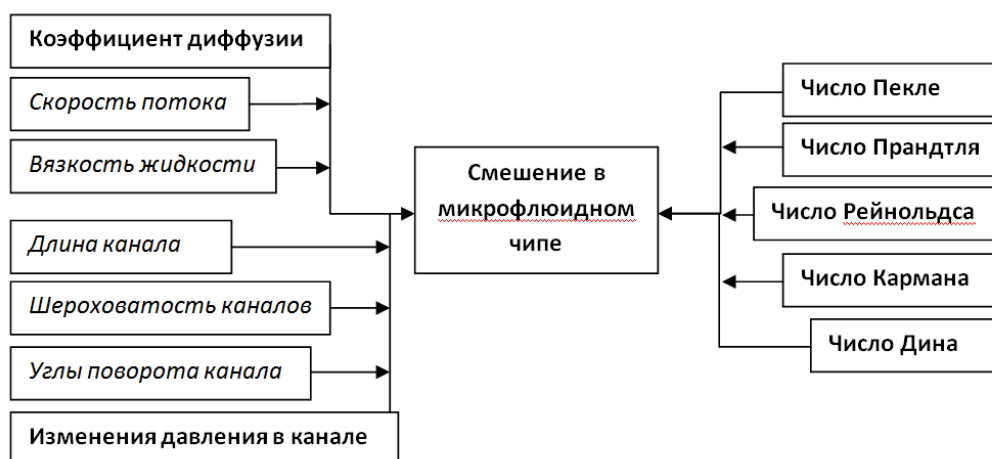 Коэффициент диффузии
Скорость потока
Вязкость жидкости
Длина канала
Шероховатость каналов
Углы поворота канала
Изменения давления в канале
Смешение в
микрофлюидном
чипе
Число Пекле
Число Прандтля
Число Рейнольдса
Число Кармана
Число Дина